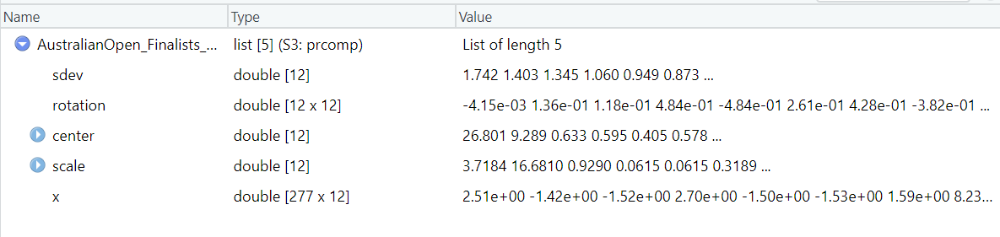 Name Type Value
AustralianOpen_Finalists_... list [5] (S3: prcomp) List of length 5
sdev double [12] 1.742 1.403 1.345 1.060 0.949 0.873 ...
rotation double [12 x 12] -4.15e-03 1.36e-01 1.18e-01 4.84e-01 -4.84e-01 2.61e-01 4.28e-01 -3.82e-01 ...
center double [12] 26.801 9.289 0.633 0.595 0.405 0.578 ...
scale double [12] 3.7184 16.6810 0.9290 0.0615 0.0615 0.3189 ...
x double [277 x 12] 2.51e+00 -1.42e+00 -1.52e+00 2.70e+00 -1.50e+00 -1.53e+00 1.59e+00 8.23...